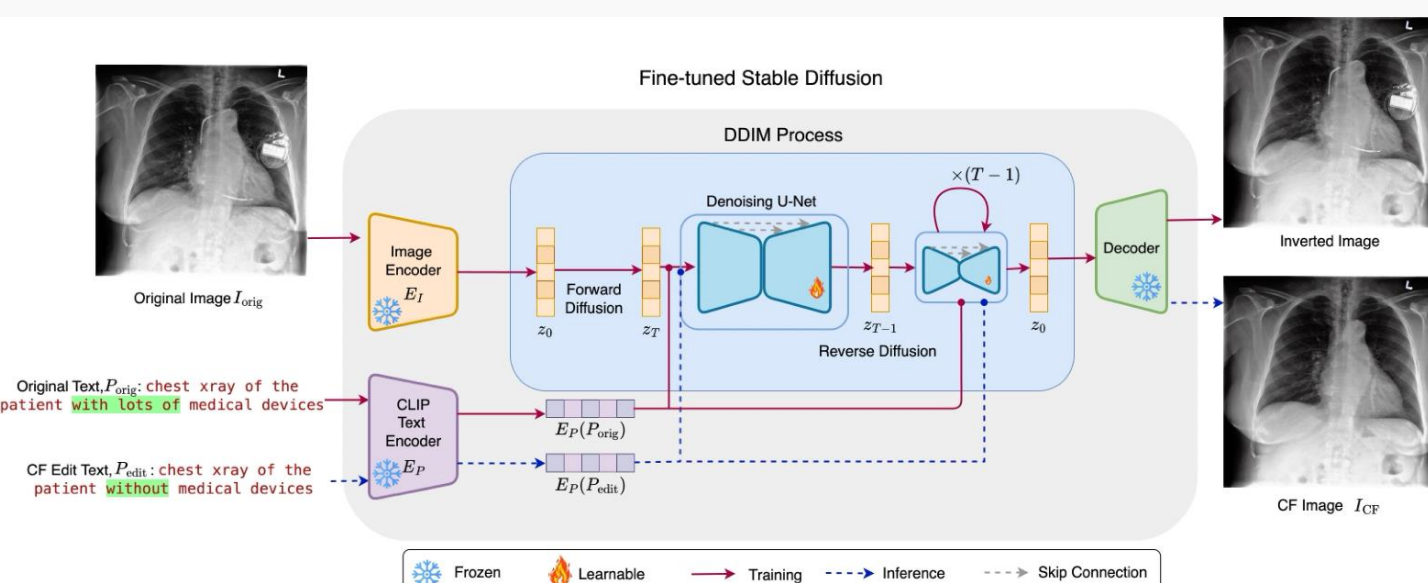 Fine-tuned Stable Diffusion
DDIM Process
L
Original Image I_orig
Image
Encoder
E_I
z_0
Forward
Diffusion
z_T
Denoising U-Net
z_{T−1}
Reverse Diffusion
×(T − 1)
z_0
Decoder
L
Inverted Image
L
CF Image I_CF
Original Text, P_orig: chest xray of the
patient with lots of medical devices
CF Edit Text, P_edit: chest xray of the
patient without medical devices
CLIP
Text
Encoder
E_P
E_P(P_orig)
E_P(P_edit)
Frozen
Learnable
Training
Inference
Skip Connection